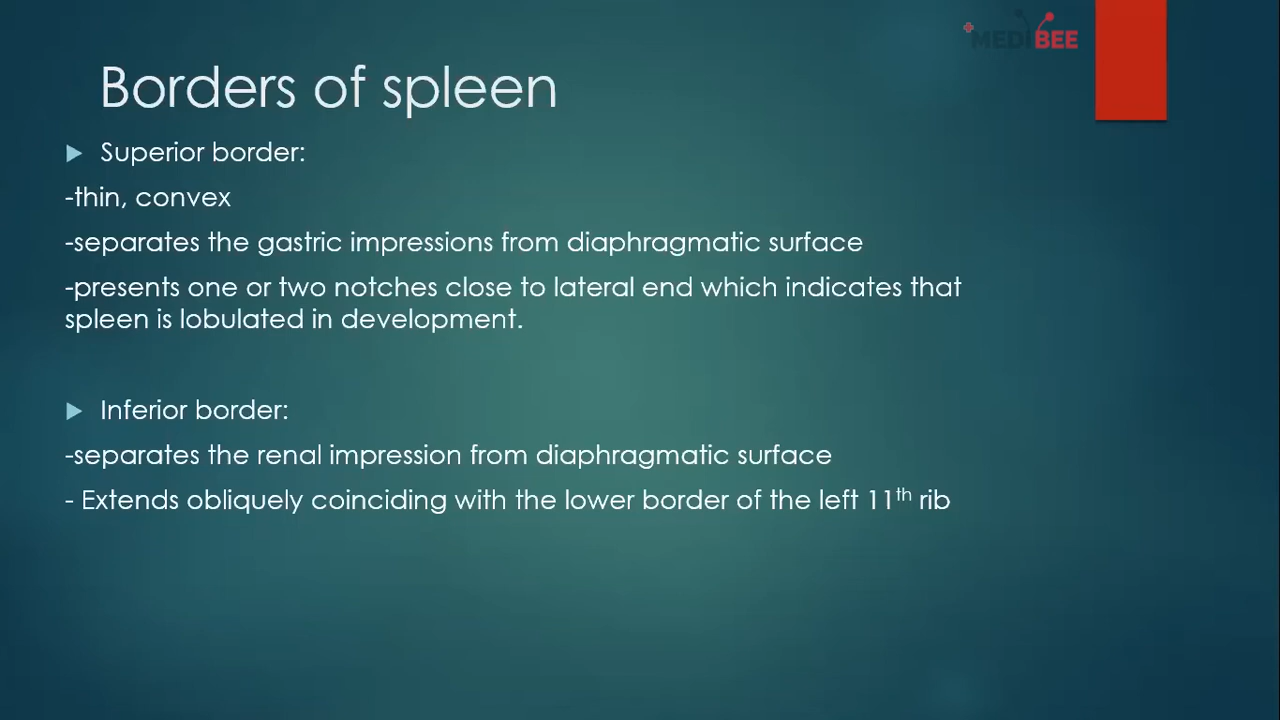 MEDIBEE
Borders of spleen
Superior border:
-thin, convex
-separates the gastric impressions from diaphragmatic surface
-presents one or two notches close to lateral end which indicates that
spleen is lobulated in development.
Inferior border:
-separates the renal impression from diaphragmatic surface
- Extends obliquely coinciding with the lower border of the left 11th rib